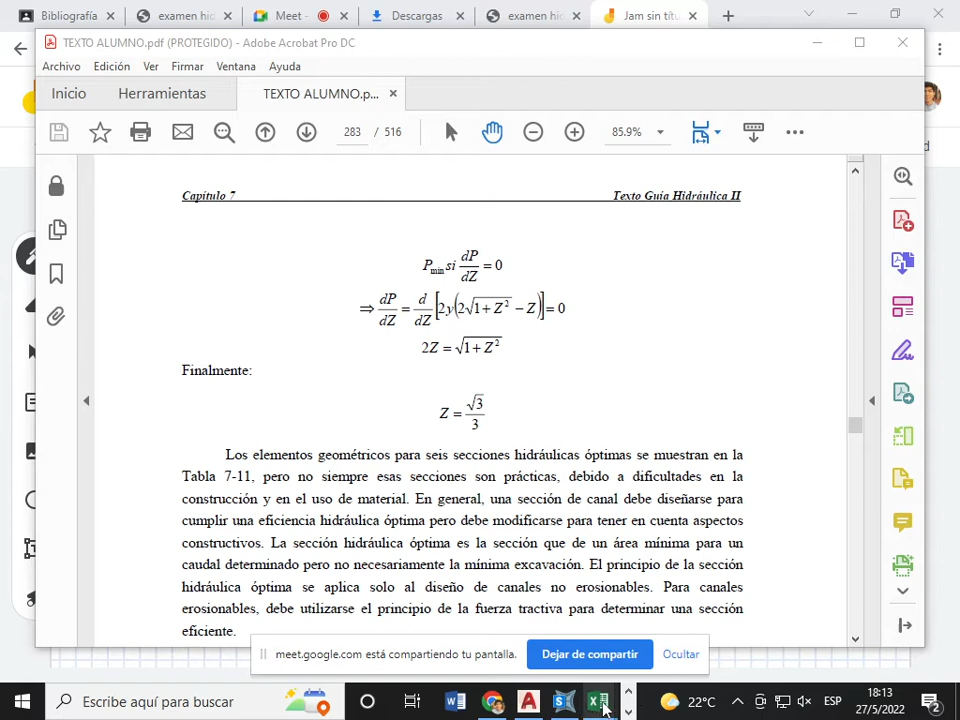 Bibliografía
examen hid
Meet -
Descargas
examen hid
Jam sin títu
TEXTO ALUMNO.pdf (PROTEGIDO) - Adobe Acrobat Pro DC
Archivo Edición Ver Firmar Ventana Ayuda
Inicio Herramientas TEXTO ALUMNO.p...
283 / 516 85.9%
Capítulo 7 Texto Guía Hidráulica II
P_min si dP/dZ = 0
⇒ dP/dZ = d/dZ [2y(2√1+Z² − Z)] = 0
2Z = √1+Z²
Finalmente:
Z = √3/3
Los elementos geométricos para seis secciones hidráulicas óptimas se muestran en la
Tabla 7-11, pero no siempre esas secciones son prácticas, debido a dificultades en la
construcción y en el uso de material. En general, una sección de canal debe diseñarse para
cumplir una eficiencia hidráulica óptima pero debe modificarse para tener en cuenta aspectos
constructivos. La sección hidráulica óptima es la sección que de un área mínima para un
caudal determinado pero no necesariamente la mínima excavación. El principio de la sección
hidráulica óptima se aplica solo al diseño de canales no erosionables. Para canales
erosionables, debe utilizarse el principio de la fuerza tractiva para determinar una sección
eficiente.
meet.google.com está compartiendo tu pantalla. Dejar de compartir Ocultar
Escribe aquí para buscar
22°C
ESP
18:13
27/5/2022
2